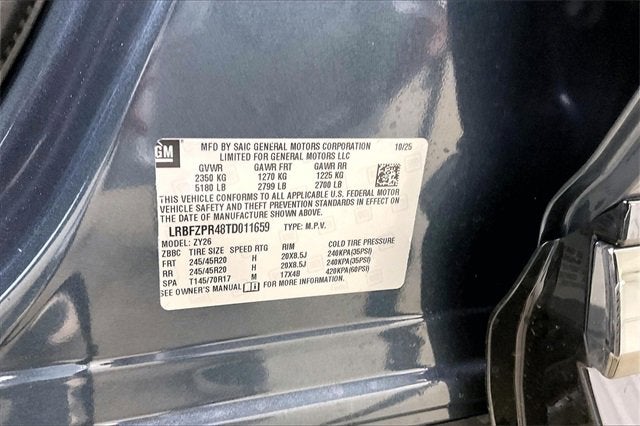 GM
MFD BY SAIC GENERAL MOTORS CORPORATION 10/25
LIMITED FOR GENERAL MOTORS LLC
GVWR GAWR FRT GAWR RR
2350 KG 1270 KG 1225 KG
5180 LB 2799 LB 2700 LB
THIS VEHICLE CONFORMS TO ALL APPLICABLE U.S. FEDERAL MOTOR
VEHICLE SAFETY AND THEFT PREVENTION STANDARDS IN EFFECT
ON THE DATE OF MANUFACTURE SHOWN ABOVE.
LRBFZPR48TD011659 TYPE: M.P.V.
MODEL: ZY26
ZBBC TIRE SIZE SPEED RTG RIM COLD TIRE PRESSURE
FRT 245/45R20 H 20X8.5J 240KPA(35PSI)
RR 245/45R20 H 20X8.5J 240KPA(35PSI)
SPA T145/70R17 M 17X4B 420KPA(60PSI)
SEE OWNER'S MANUAL FOR MORE INFORMATION.